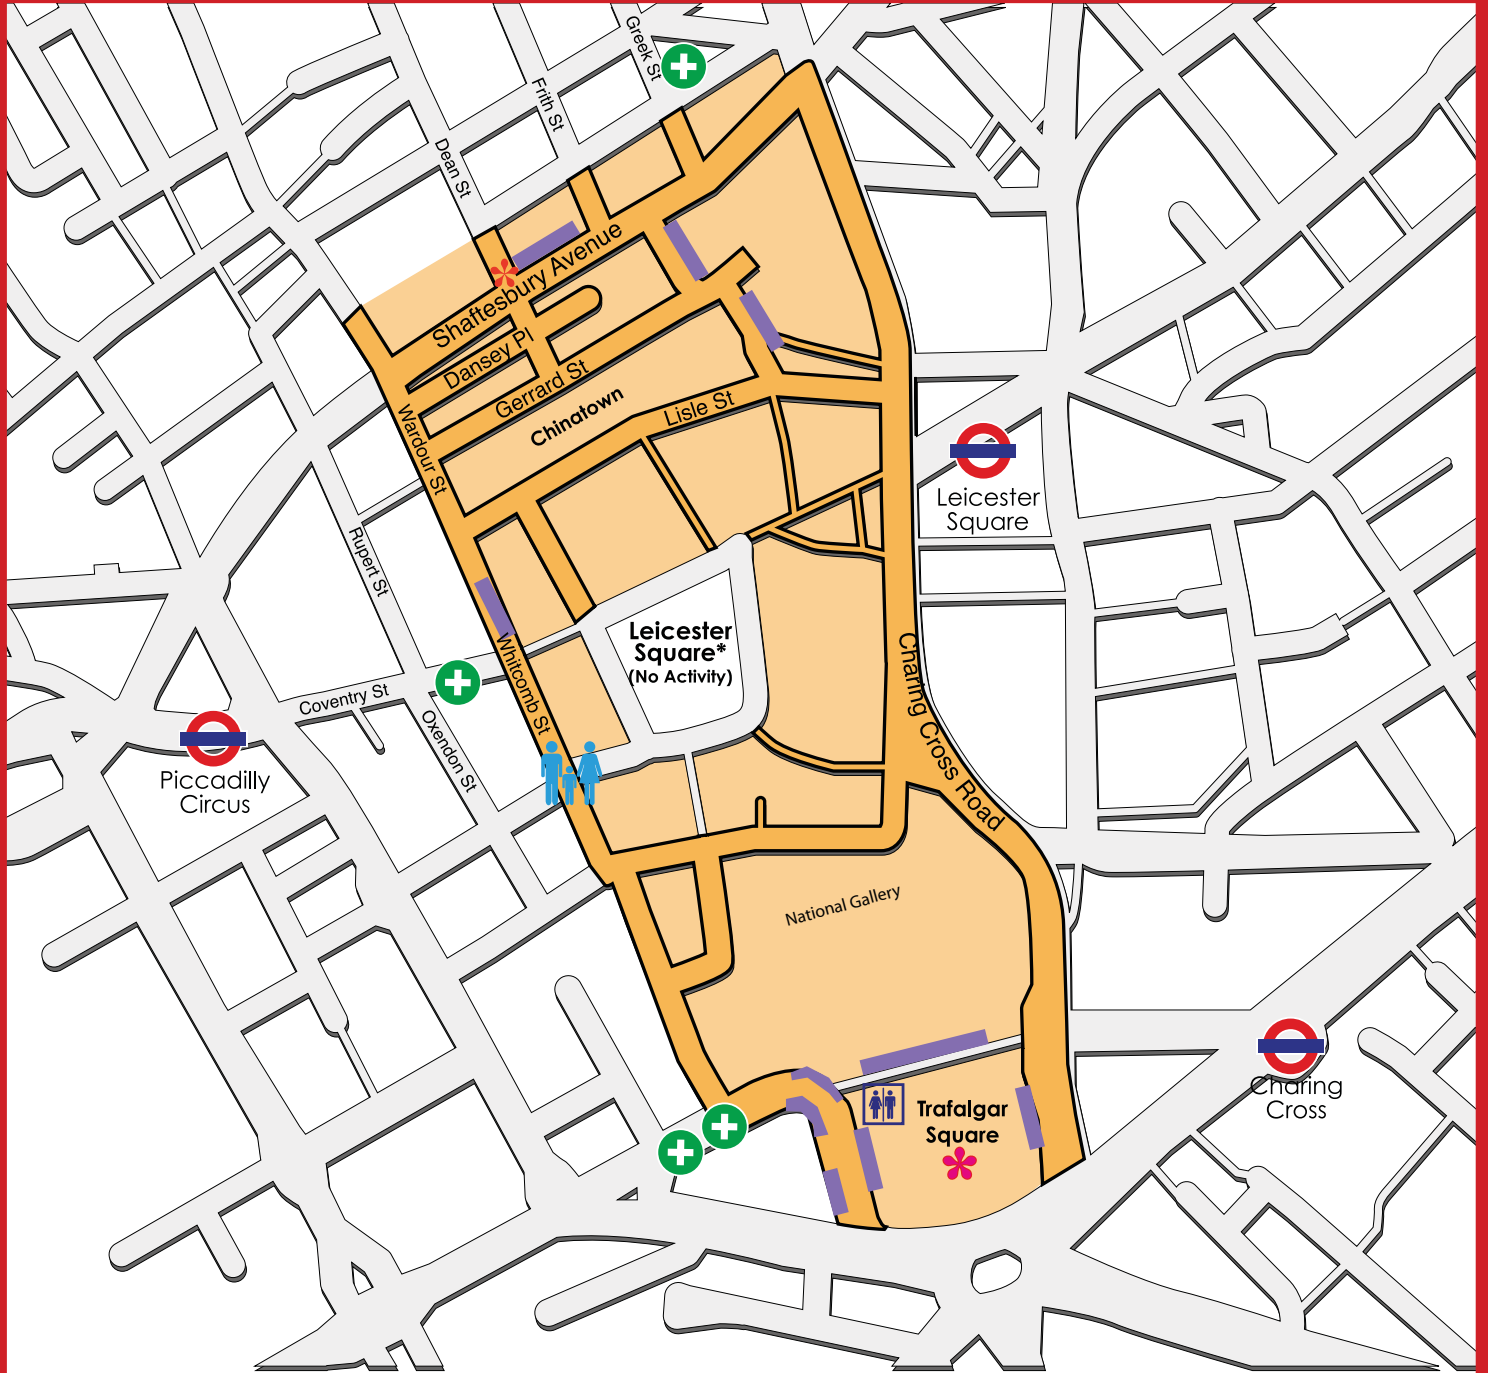 Greek St
Frith St
Dean St
Shaftesbury Avenue
Dansey Pl
Gerrard St
Chinatown
Lisle St
Wardour St
Rupert St
Leicester
Square
Leicester
Square*
(No Activity)
Whitcomb St
Coventry St
Oxendon St
Charing Cross Road
Piccadilly
Circus
National Gallery
Charing
Cross
Trafalgar
Square